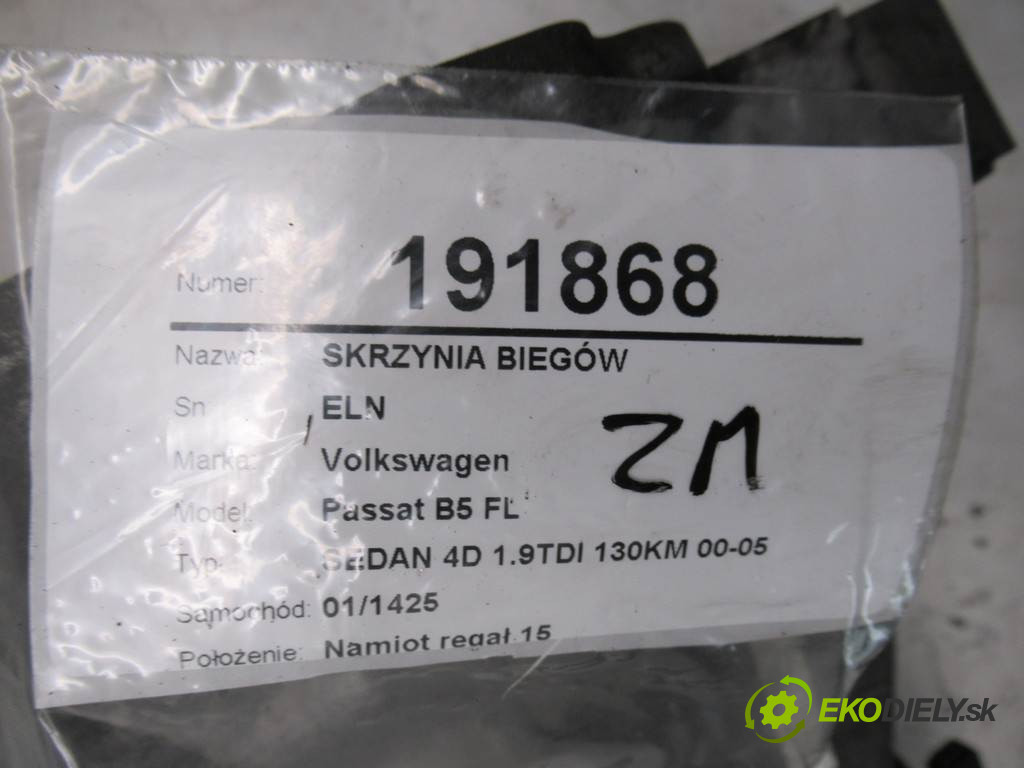 Numer: 191868
Nazwa: SKRZYNIA BIEGÓW
Sn ELN
Marka: Volkswagen
ZM
Model: Passat B5 FL
Typ: SEDAN 4D 1.9TDI 130KM 00-05
Samochód: 01/1425
Położenie: Namiot regał 15
EKODIELY.sk